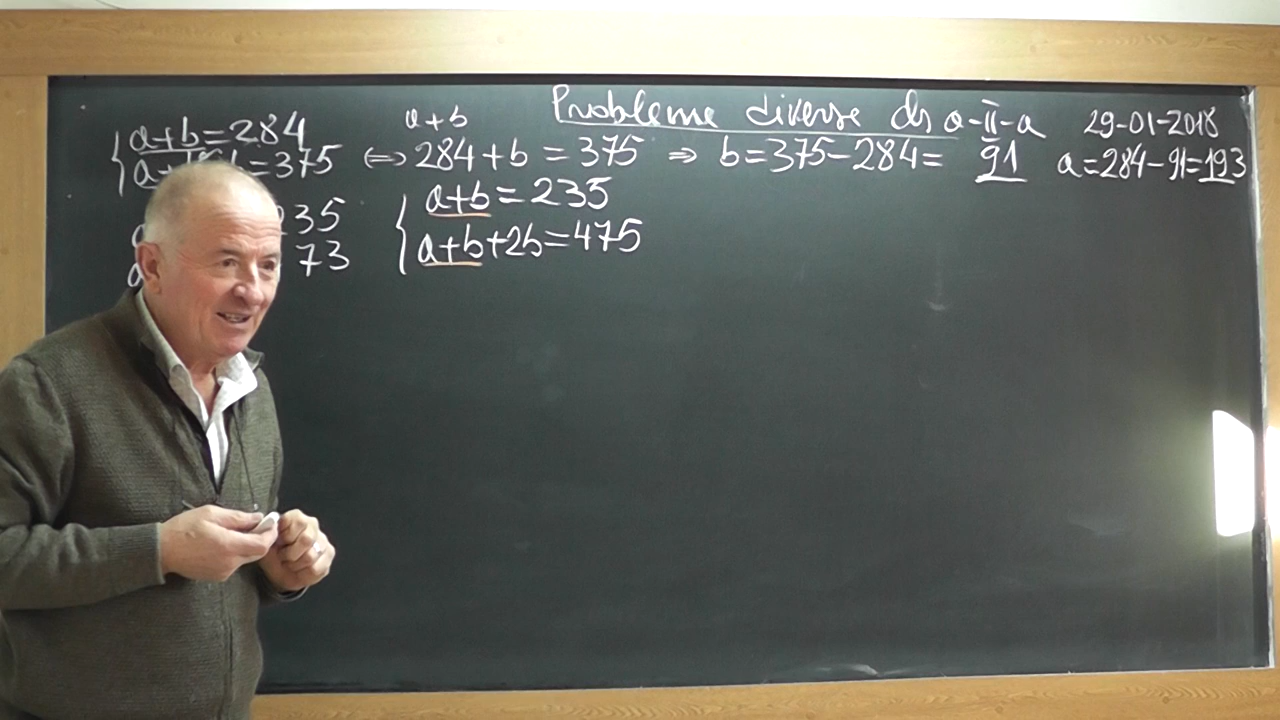 Probleme diverse cls a-II-a 29-01-2018
a+b=284 a+b
=375 ⇔ 284+b=375 ⇒ b=375-284= 91 a=284-91=193
235 a+b=235
73 a+b+2b=475